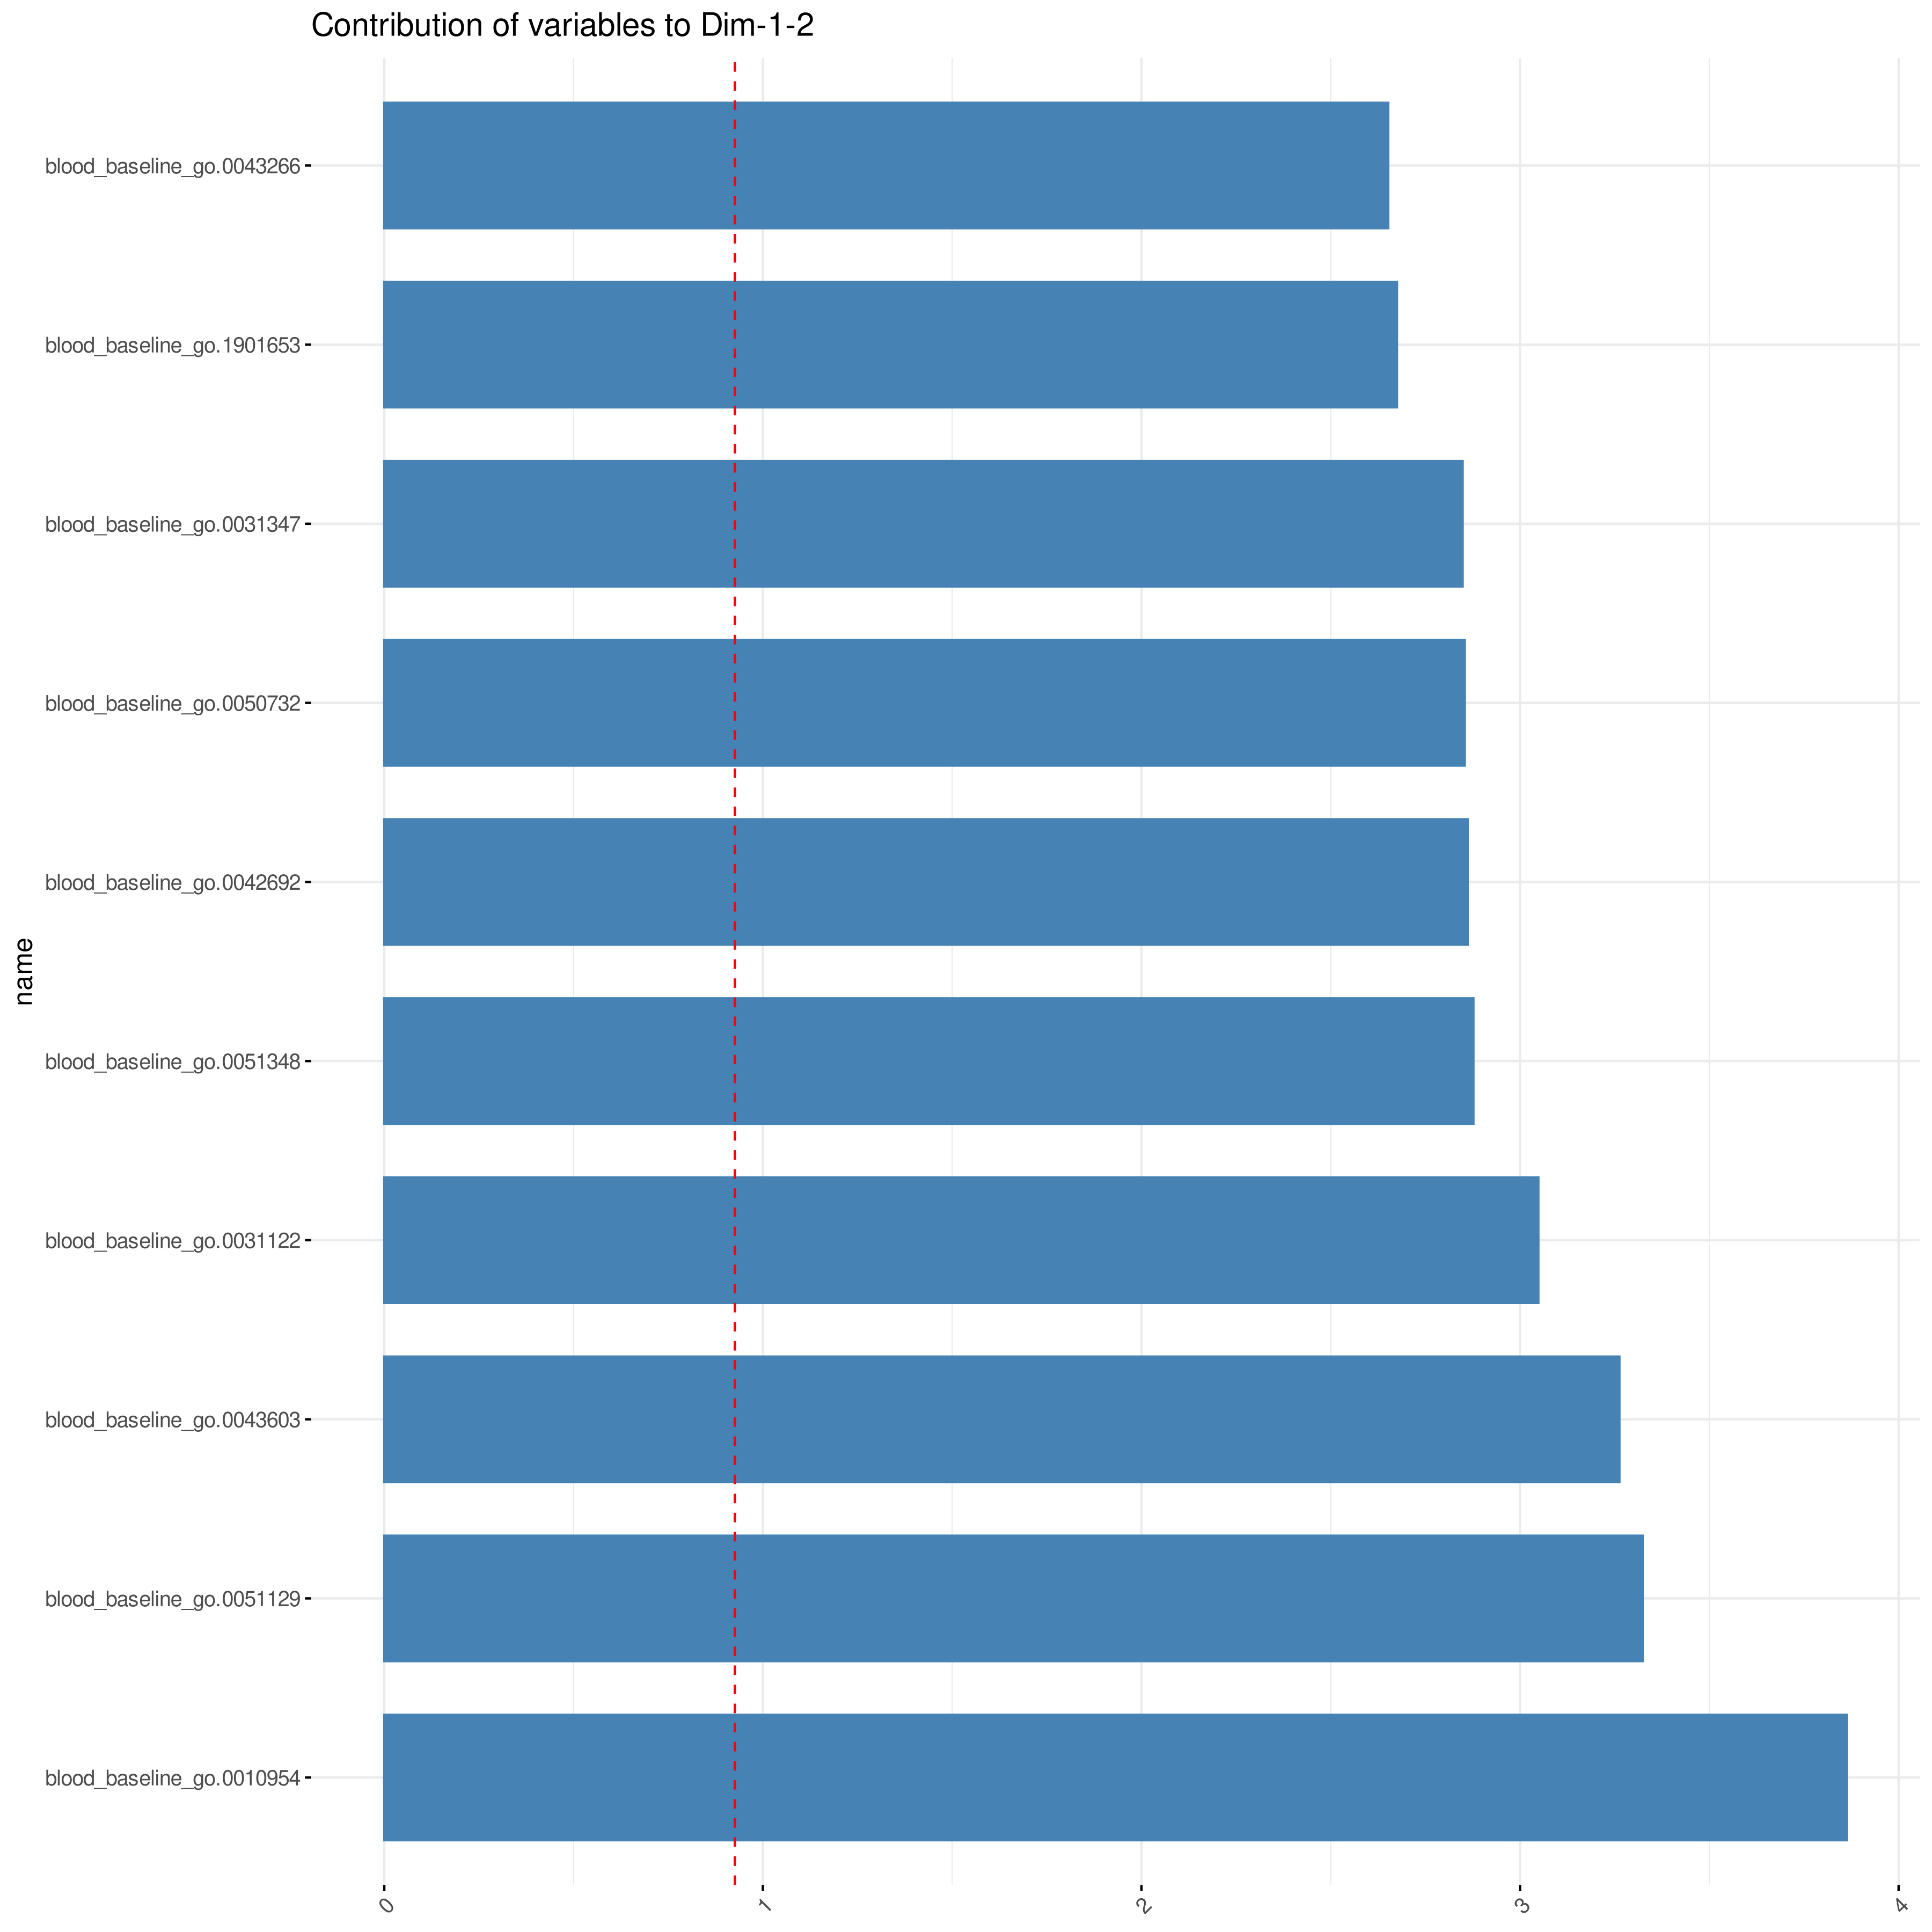 Contribution of variables to Dim-1-2
blood_baseline_go.0043266
blood_baseline_go.1901653
blood_baseline_go.0031347
blood_baseline_go.0050732
blood_baseline_go.0042692
name
blood_baseline_go.0051348
blood_baseline_go.0031122
blood_baseline_go.0043603
blood_baseline_go.0051129
blood_baseline_go.0010954
0 1 2 3 4